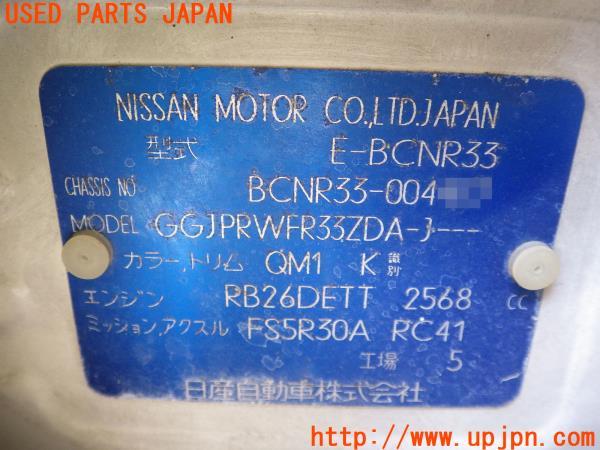 USED PARTS JAPAN
NISSAN MOTOR CO.,LTD.JAPAN
型式 E-BCNR33
CHASSIS NO BCNR33-004
MODEL GGJPRWFR33ZDA-J---
カラー,トリム QM1 K 識別
エンジン RB26DETT 2568 CC
ミッション,アクスル FS5R30A RC41
工場 5
日産自動車株式会社
http://www.upjpn.com/